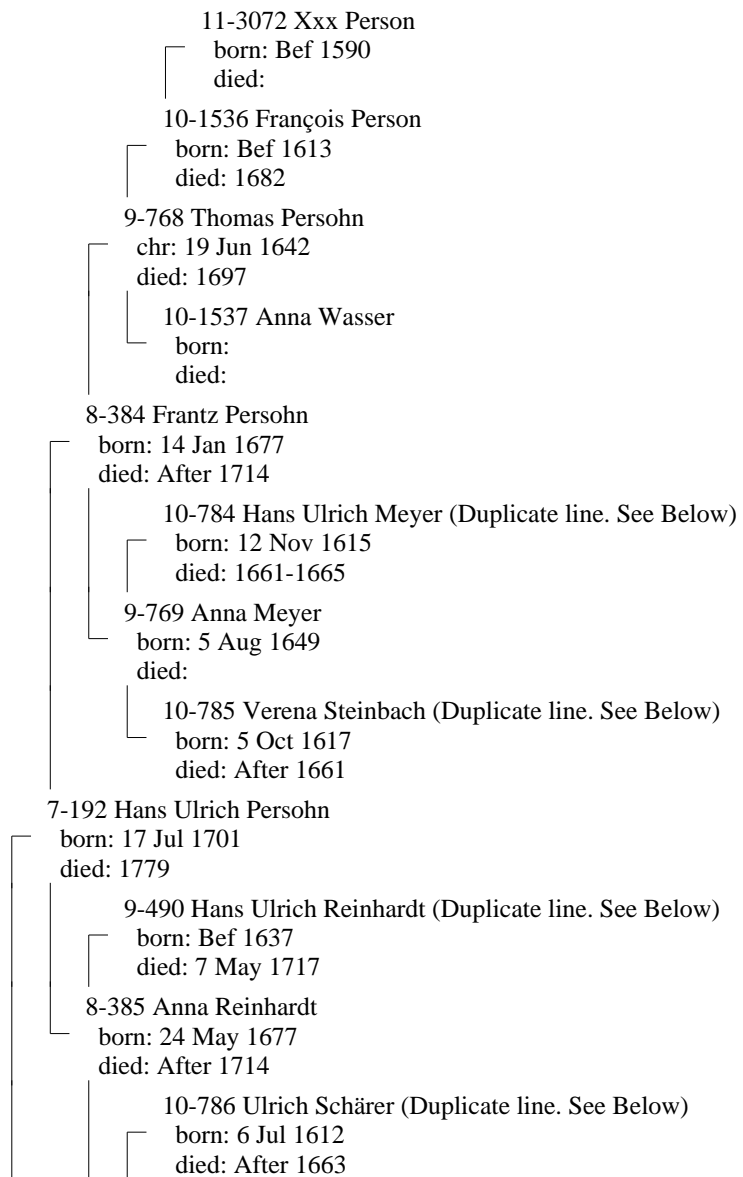 11-3072 Xxx Person
born: Bef 1590
died:
10-1536 François Person
born: Bef 1613
died: 1682
9-768 Thomas Persohn
chr: 19 Jun 1642
died: 1697
10-1537 Anna Wasser
born:
died:
8-384 Frantz Persohn
born: 14 Jan 1677
died: After 1714
10-784 Hans Ulrich Meyer (Duplicate line. See Below)
born: 12 Nov 1615
died: 1661-1665
9-769 Anna Meyer
born: 5 Aug 1649
died:
10-785 Verena Steinbach (Duplicate line. See Below)
born: 5 Oct 1617
died: After 1661
7-192 Hans Ulrich Persohn
born: 17 Jul 1701
died: 1779
9-490 Hans Ulrich Reinhardt (Duplicate line. See Below)
born: Bef 1637
died: 7 May 1717
8-385 Anna Reinhardt
born: 24 May 1677
died: After 1714
10-786 Ulrich Schärer (Duplicate line. See Below)
born: 6 Jul 1612
died: After 1663